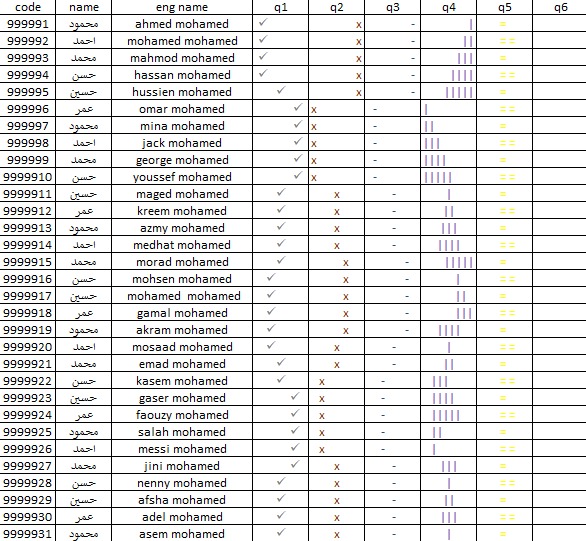 code name eng name q1 q2 q3 q4 q5 q6
999991 محمود ahmed mohamed ✓ x - | =
999992 احمد mohamed mohamed ✓ x - || ==
999993 محمد mahmod mohamed ✓ x - ||| =
999994 حسن hassan mohamed ✓ x - |||| ==
999995 حسين hussien mohamed ✓ x - ||||| =
999996 عمر omar mohamed ✓ x - | ==
999997 محمود mina mohamed ✓ x - || =
999998 احمد jack mohamed ✓ x - ||| ==
999999 محمد george mohamed ✓ x - |||| =
9999910 حسن youssef mohamed ✓ x - ||||| ==
9999911 حسين maged mohamed ✓ x - | =
9999912 عمر kreem mohamed ✓ x - || ==
9999913 محمود azmy mohamed ✓ x - ||| =
9999914 احمد medhat mohamed ✓ x - |||| ==
9999915 محمد morad mohamed ✓ x - ||||| =
9999916 حسن mohsen mohamed ✓ x - | ==
9999917 حسين mohamed  mohamed ✓ x - || =
9999918 عمر gamal mohamed ✓ x - ||| ==
9999919 محمود akram mohamed ✓ x - |||| =
9999920 احمد mosaad mohamed ✓ x - | ==
9999921 محمد emad mohamed ✓ x - || =
9999922 حسن kasem mohamed ✓ x - ||| ==
9999923 حسين gaser mohamed ✓ x - |||| =
9999924 عمر faouzy mohamed ✓ x - ||||| ==
9999925 محمود salah mohamed ✓ x - || =
9999926 احمد messi mohamed ✓ x - | ==
9999927 محمد jini mohamed ✓ x - ||| =
9999928 حسن nenny mohamed ✓ x - | ==
9999929 حسين afsha mohamed ✓ x - || =
9999930 عمر adel mohamed ✓ x - ||| ==
9999931 محمود asem mohamed ✓ x - | =